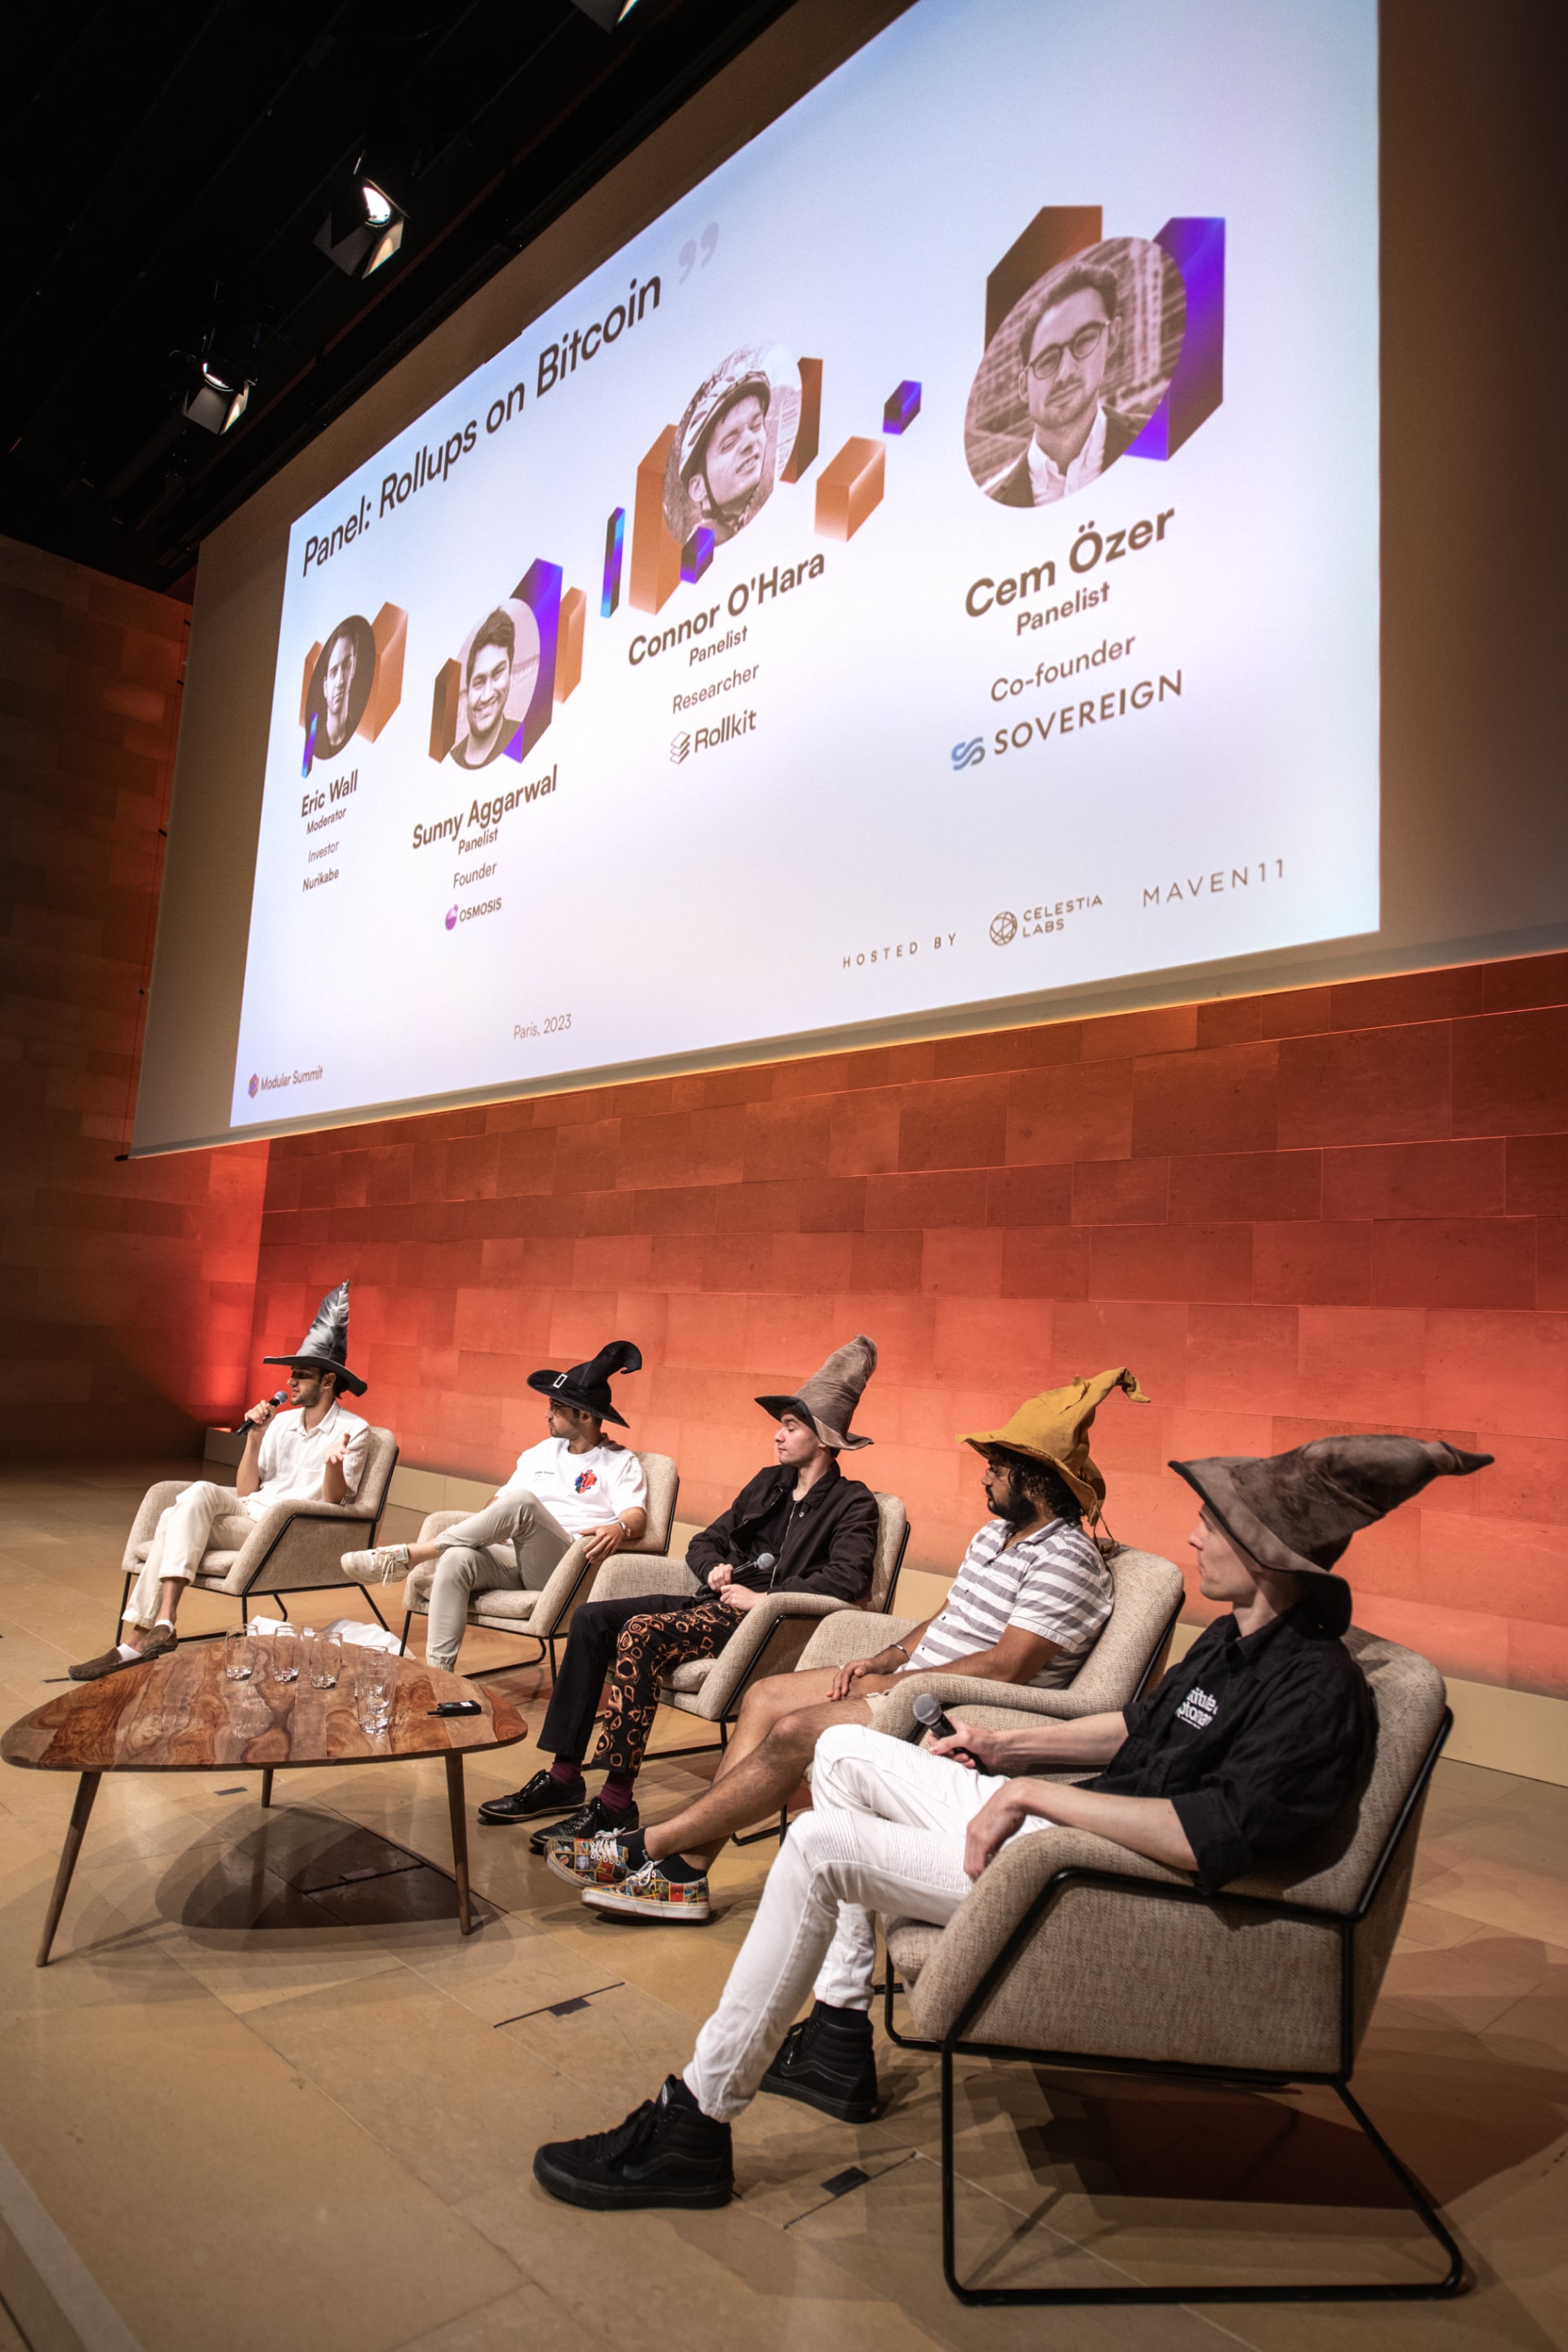 Panel: Rollups on Bitcoin ”
Eric Wall
Moderator
Investor
Nurikabe
Sunny Aggarwal
Panelist
Founder
OSMOSIS
Connor O'Hara
Panelist
Researcher
Rollkit
Cem Özer
Panelist
Co-founder
SOVEREIGN
HOSTED BY
CELESTIA
LABS
MAVEN11
Paris, 2023
Modular Summit